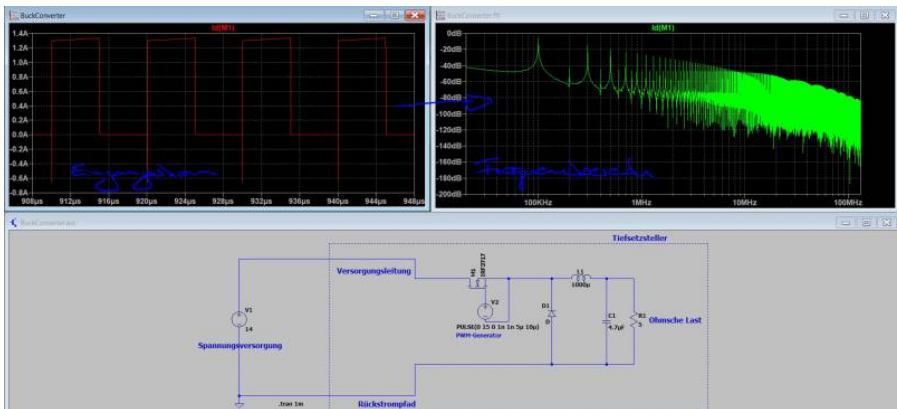 BuckConverter
Id(M1)
1.4A
1.2A
1.0A
0.8A
0.6A
0.4A
0.2A
0.0A
-0.2A
-0.4A
-0.6A
-0.8A
908µs 912µs 916µs 920µs 924µs 928µs 932µs 936µs 940µs 944µs 948µs
Eingangsstrom
BuckConverter.fft
Id(M1)
0dB
-20dB
-40dB
-60dB
-80dB
-100dB
-120dB
-140dB
-160dB
-180dB
-200dB
100KHz 1MHz 10MHz 100MHz
BuckConverter.asc
Tiefsetzsteller
Versorgungsleitung
M1
IRF7717
L1
1000µ
V1
14
Spannungsversorgung
V2
PULSE(0 15 0 1n 1n 5µ 10µ)
PWM-Generator
D1
D
C1
4.7µF
R1
5
Ohmsche Last
.tran 1m
Rückstrompfad